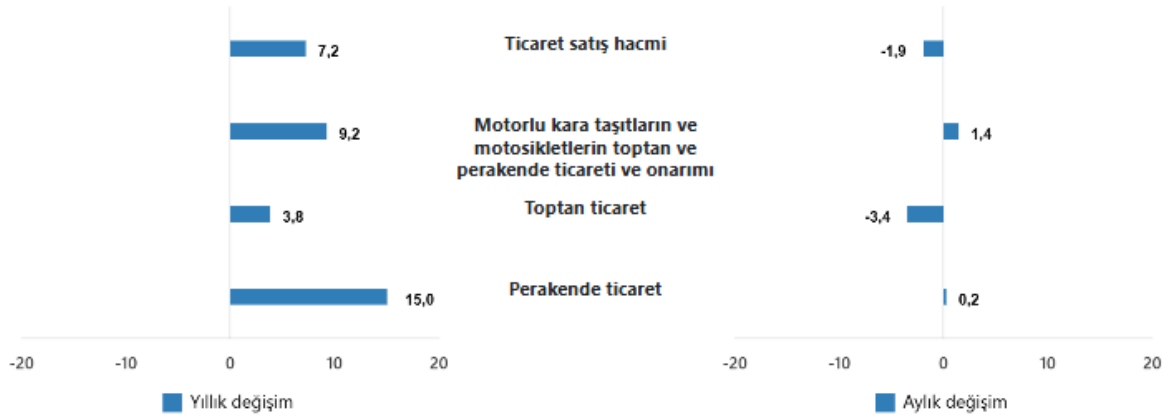 7,2 Ticaret satış hacmi -1,9
9,2 Motorlu kara taşıtların ve
motosikletlerin toptan ve
perakende ticareti ve onarımı 1,4
3,8 Toptan ticaret -3,4
15,0 Perakende ticaret 0,2
-20 -10 0 10 20 -20 -10 0 10 20
Yıllık değişim Aylık değişim